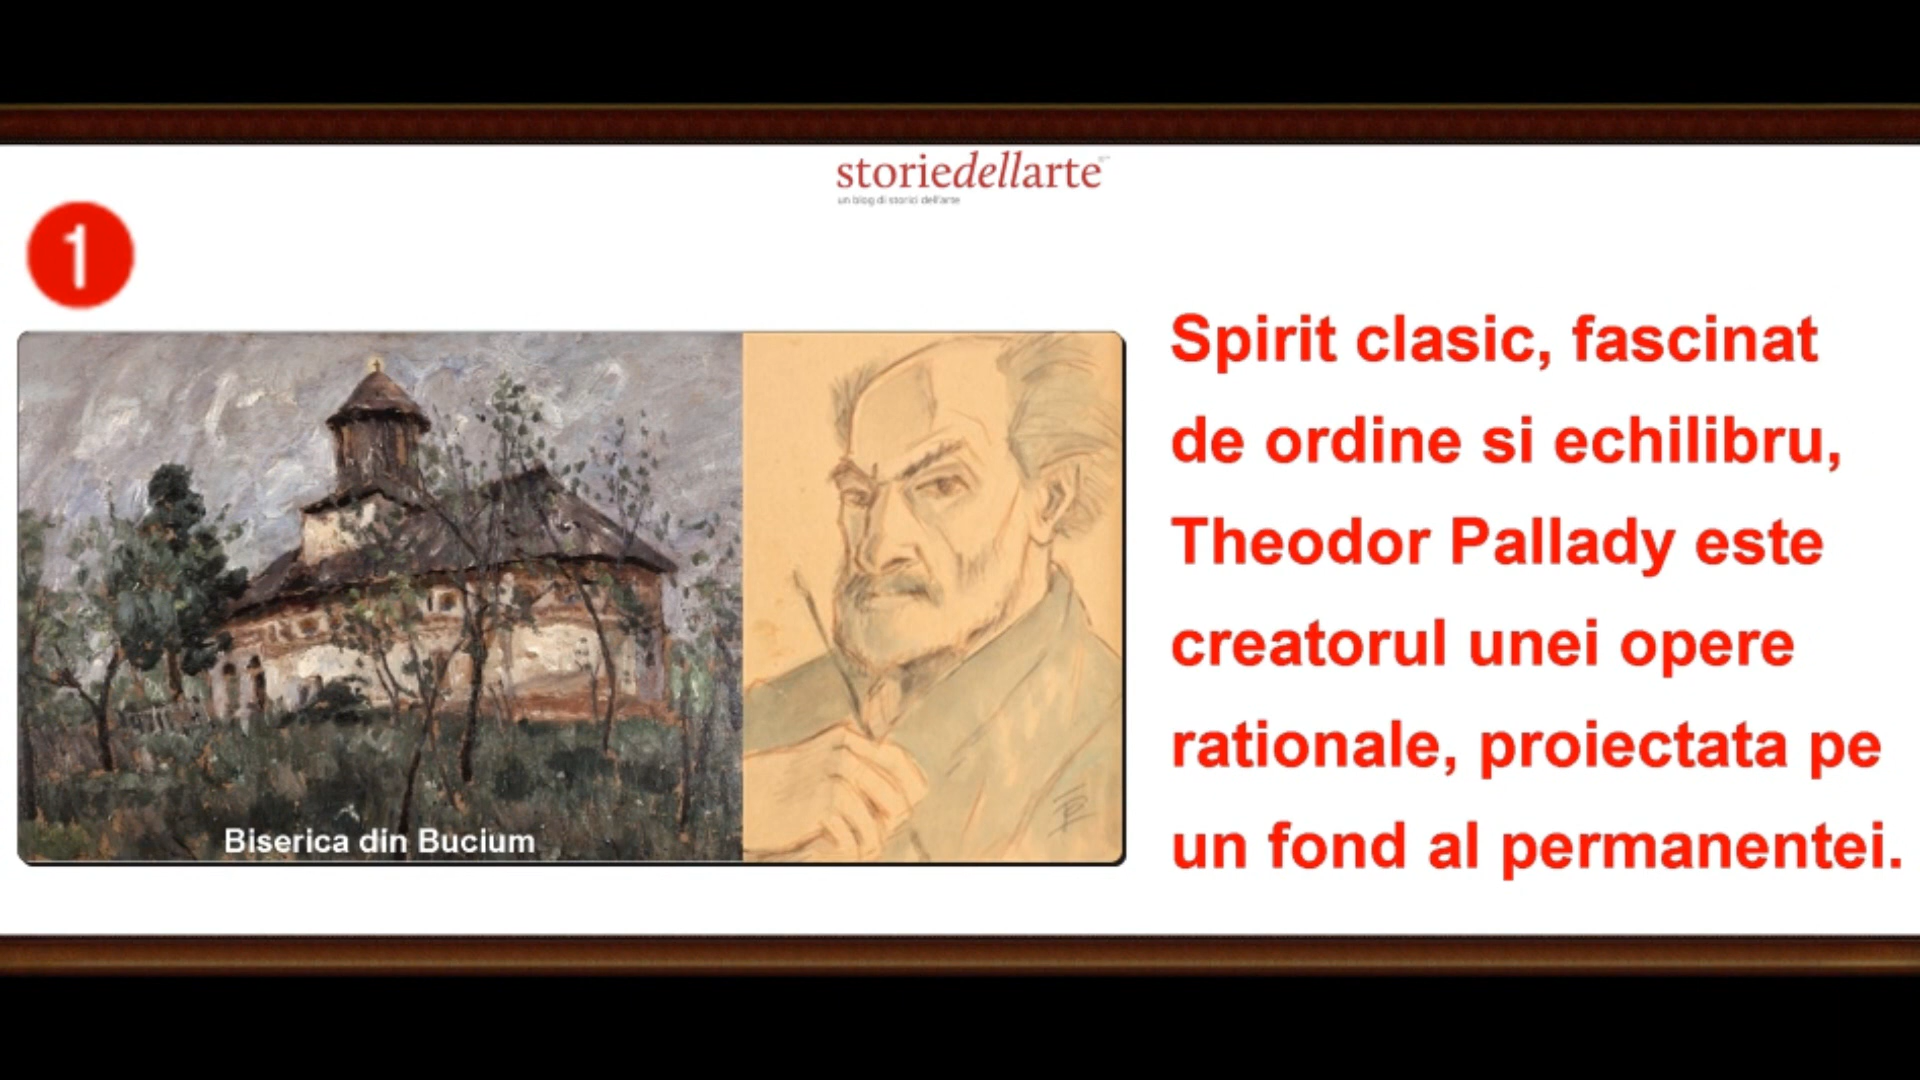 storiedellarte
un blog di storici dell'arte
1
Spirit clasic, fascinat
de ordine si echilibru,
Theodor Pallady este
creatorul unei opere
rationale, proiectata pe
un fond al permanentei.
Biserica din Bucium